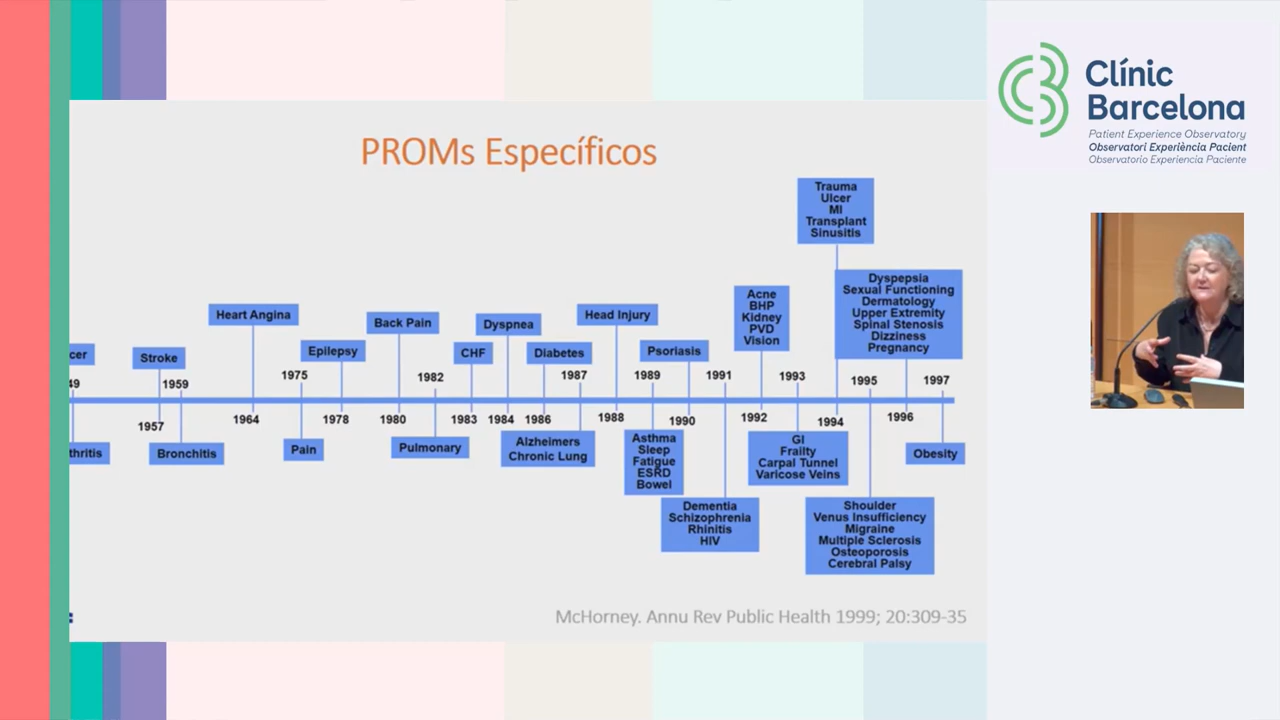 PROMs Específicos
Trauma
Ulcer
MI
Transplant
Sinusitis
Dyspepsia
Sexual Functioning
Dermatology
Upper Extremity
Spinal Stenosis
Dizziness
Pregnancy
Acne
BHP
Kidney
PVD
Vision
Heart Angina
Back Pain
Dyspnea
Head Injury
cer
Stroke
Epilepsy
CHF
Diabetes
Psoriasis
49
1959
1975
1982
1987
1989
1991
1993
1995
1997
1957
1964
1978
1980
1983
1984
1986
1988
1990
1992
1994
1996
thritis
Bronchitis
Pain
Pulmonary
Alzheimers
Chronic Lung
Asthma
Sleep
Fatigue
ESRD
Bowel
GI
Frailty
Carpal Tunnel
Varicose Veins
Obesity
Dementia
Schizophrenia
Rhinitis
HIV
Shoulder
Venus Insufficiency
Migraine
Multiple Sclerosis
Osteoporosis
Cerebral Palsy
McHorney. Annu Rev Public Health 1999; 20:309-35
Clínic
Barcelona
Patient Experience Observatory
Observatori Experiència Pacient
Observatorio Experiencia Paciente